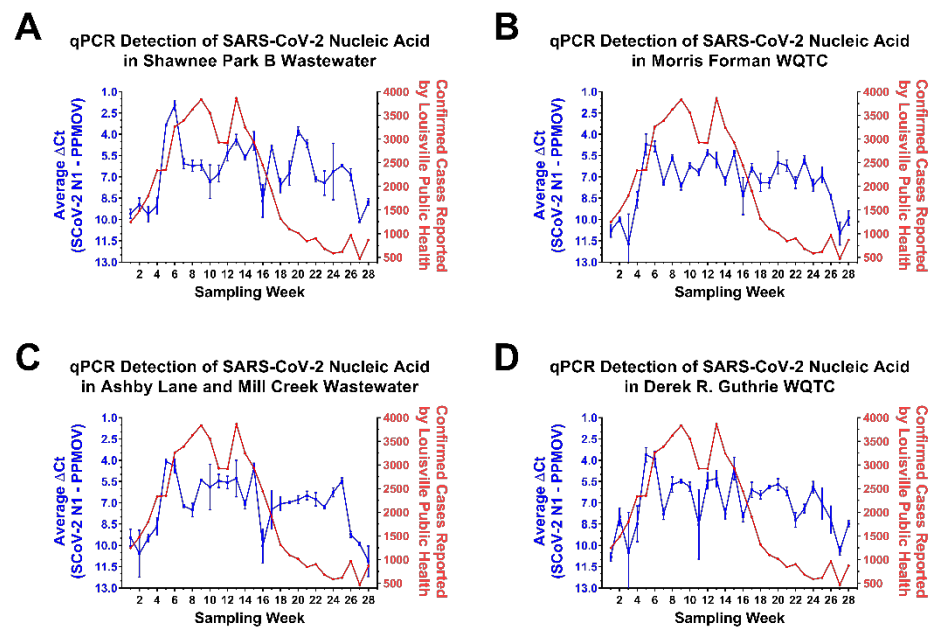 A
qPCR Detection of SARS-CoV-2 Nucleic Acid
in Shawnee Park B Wastewater
Average ΔCt
(SCoV-2 N1 - PPMOV)
1.0
2.5
4.0
5.5
7.0
8.5
10.0
11.5
13.0
4000
3500
3000
2500
2000
1500
1000
500
Confirmed Cases Reported
by Louisville Public Health
2 4 6 8 10 12 14 16 18 20 22 24 26 28
Sampling Week
B
qPCR Detection of SARS-CoV-2 Nucleic Acid
in Morris Forman WQTC
Average ΔCt
(SCoV-2 N1 - PPMOV)
1.0
2.5
4.0
5.5
7.0
8.5
10.0
11.5
13.0
4000
3500
3000
2500
2000
1500
1000
500
Confirmed Cases Reported
by Louisville Public Health
2 4 6 8 10 12 14 16 18 20 22 24 26 28
Sampling Week
C
qPCR Detection of SARS-CoV-2 Nucleic Acid
in Ashby Lane and Mill Creek Wastewater
Average ΔCt
(SCoV-2 N1 - PPMOV)
1.0
2.5
4.0
5.5
7.0
8.5
10.0
11.5
13.0
4000
3500
3000
2500
2000
1500
1000
500
Confirmed Cases Reported
by Louisville Public Health
2 4 6 8 10 12 14 16 18 20 22 24 26 28
Sampling Week
D
qPCR Detection of SARS-CoV-2 Nucleic Acid
in Derek R. Guthrie WQTC
Average ΔCt
(SCoV-2 N1 - PPMOV)
1.0
2.5
4.0
5.5
7.0
8.5
10.0
11.5
13.0
4000
3500
3000
2500
2000
1500
1000
500
Confirmed Cases Reported
by Louisville Public Health
2 4 6 8 10 12 14 16 18 20 22 24 26 28
Sampling Week